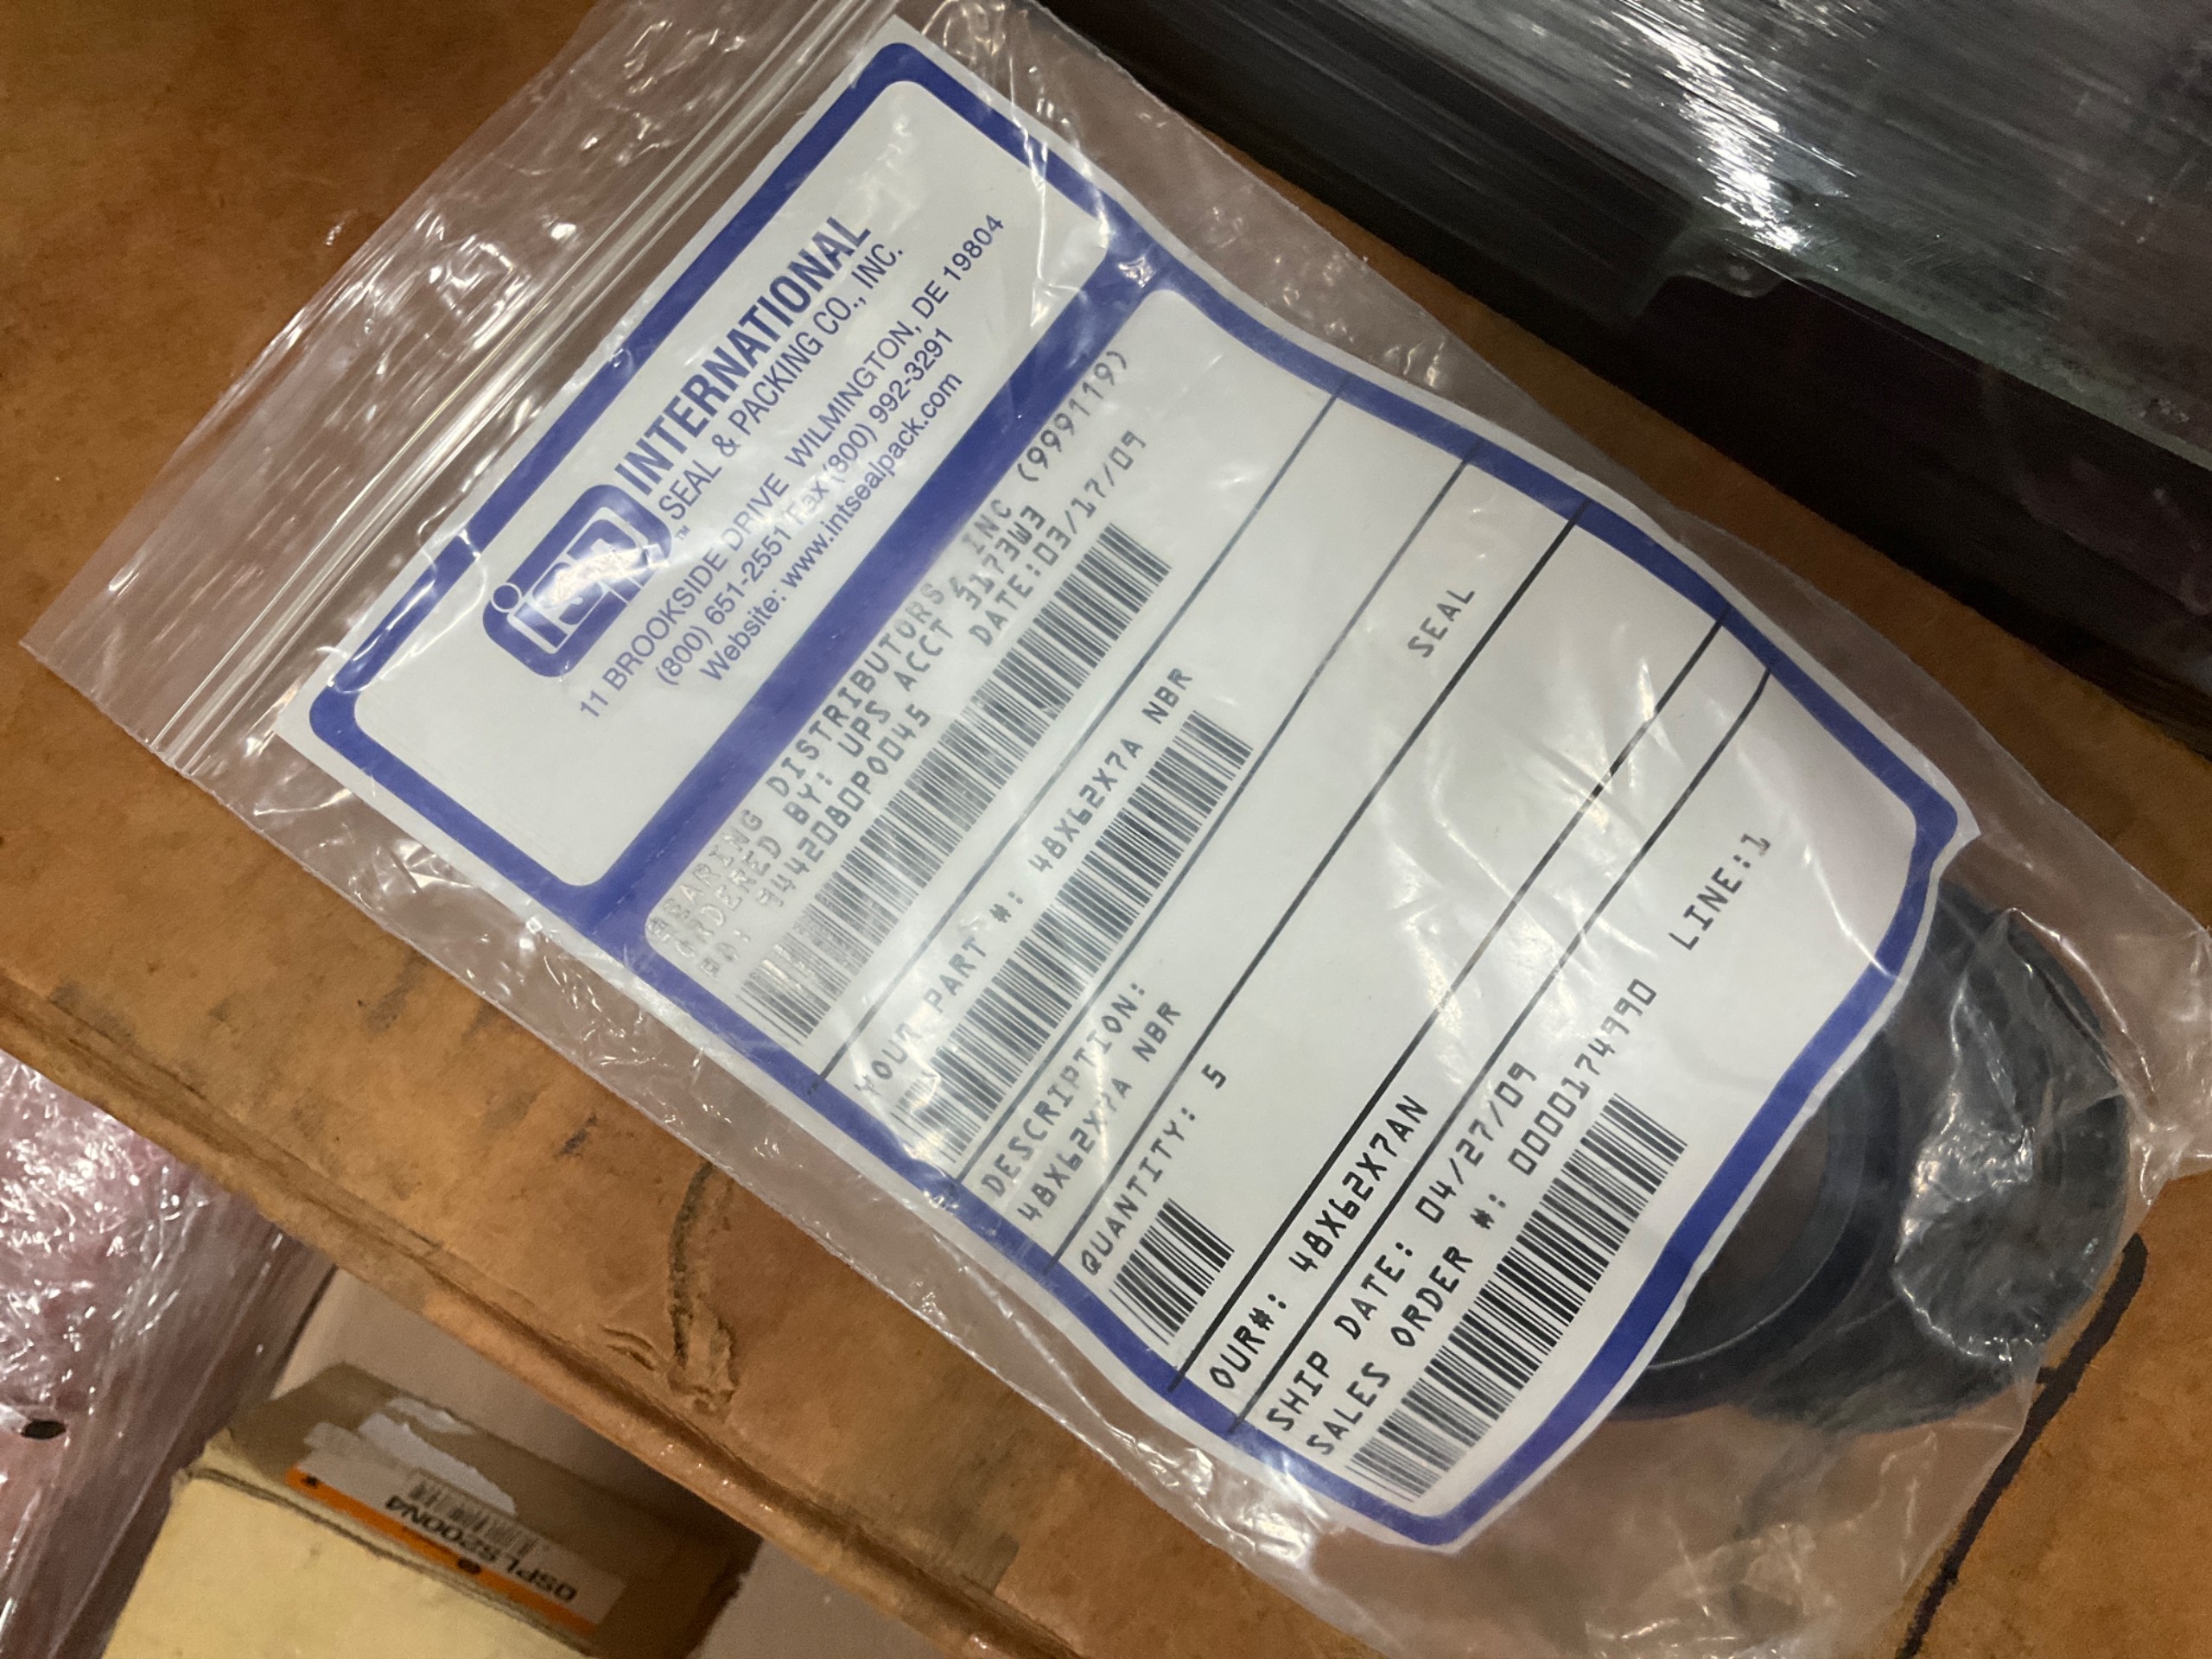 isp
INTERNATIONAL
SEAL & PACKING CO., INC.
™
11 BROOKSIDE DRIVE WILMINGTON, DE 19804
(800) 651-2551 Fax (800) 992-3291
Website: www.intsealpack.com
BEARING DISTRIBUTORS, INC (999119)
ORDERED BY: UPS ACCT 3173W3
DATE:03/17/09
YOUR PART #: 48X62X7A NBR
DESCRIPTION:
48X62X7A NBR SEAL
QUANTITY: 5
OUR#: 48X62X7AN
SHIP DATE: 04/27/09
SALES ORDER #: 0000174990 LINE:1